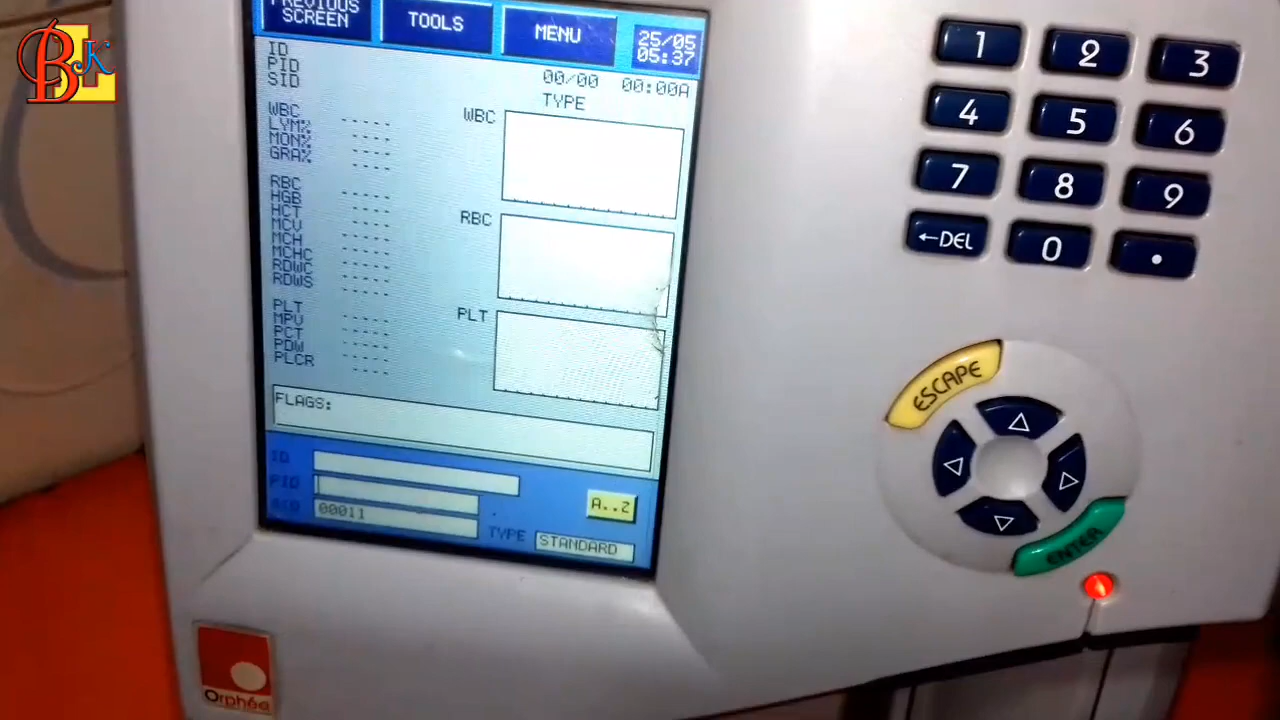 BLK
PREVIOUS SCREEN
TOOLS
MENU
25/05
05:37
ID
PID
SID
00/00 00:00A
TYPE
WBC -----
LYM% ----
MON% ----
GRA% ----
RBC ----
HGB ----
HCT ----
MCV ----
MCH ----
MCHC ----
RDWC ----
RDWS ----
PLT -----
MPV ----
PCT ----
PDW ----
PLCR ----
WBC
RBC
PLT
FLAGS:
ID
PID
SID 00011
A..Z
TYPE STANDARD
1 2 3
4 5 6
7 8 9
←DEL 0 .
ESCAPE
ENTER
Orphée